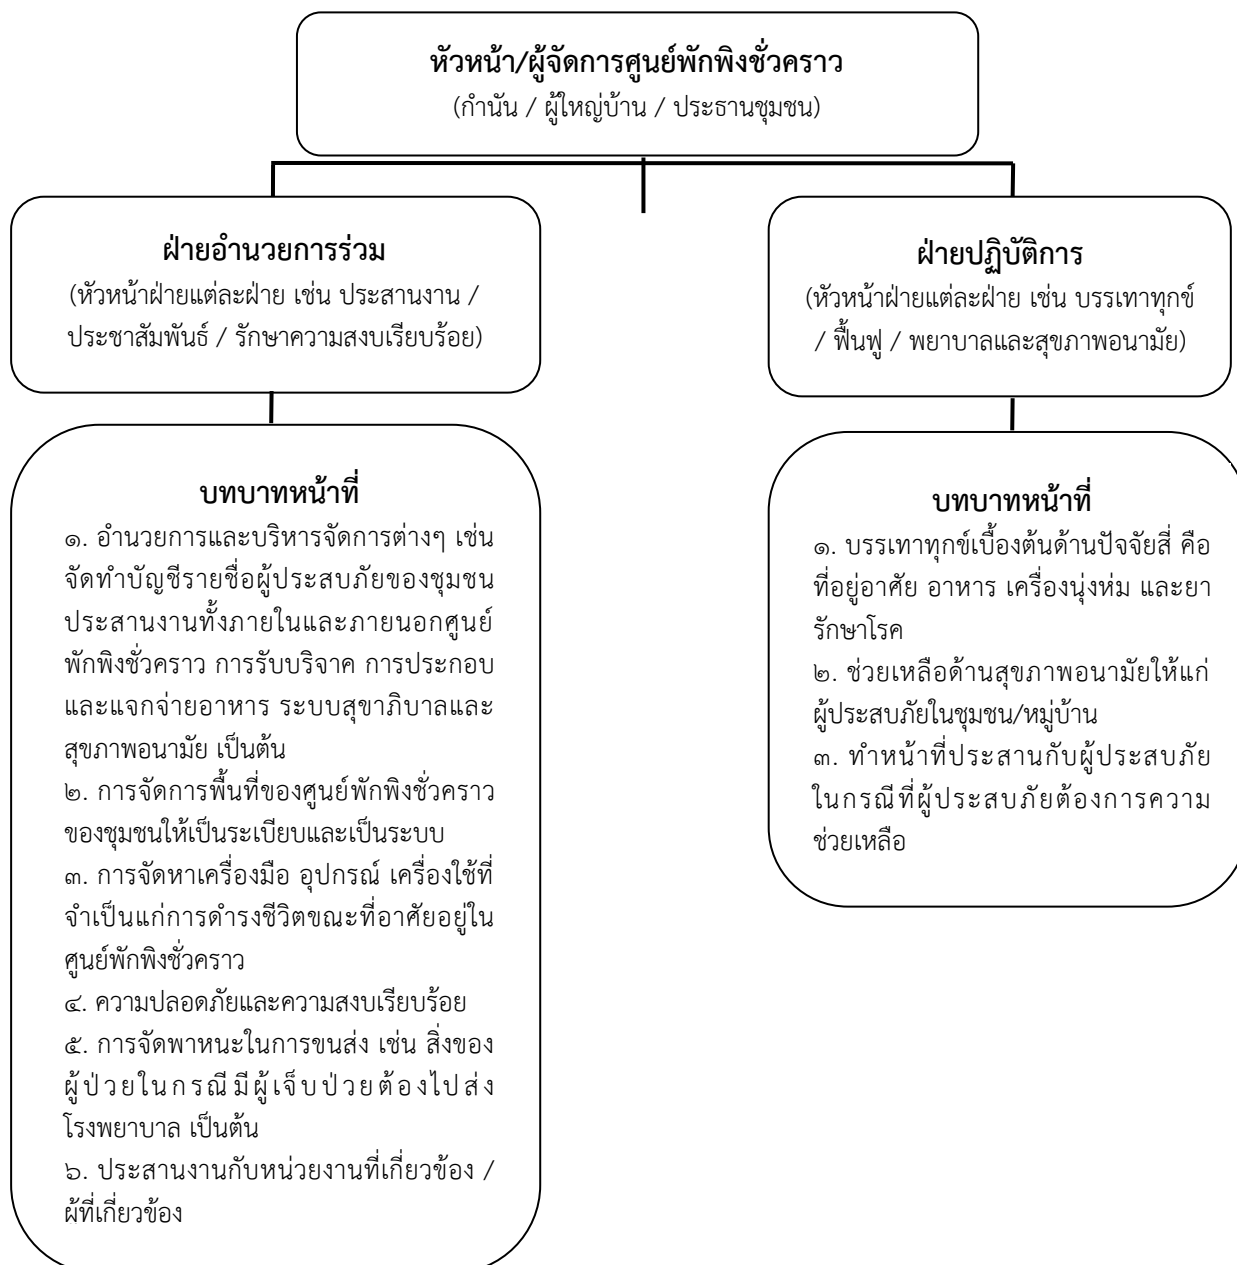 หัวหน้า/ผู้จัดการศูนย์พักพิงชั่วคราว
(กำนัน / ผู้ใหญ่บ้าน / ประธานชุมชน)
ฝ่ายอำนวยการร่วม
(หัวหน้าฝ่ายแต่ละฝ่าย เช่น ประสานงาน /
ประชาสัมพันธ์ / รักษาความสงบเรียบร้อย)
บทบาทหน้าที่
๑. อำนวยการและบริหารจัดการต่างๆ เช่น
จัดทำบัญชีรายชื่อผู้ประสบภัยของชุมชน
ประสานงานทั้งภายในและภายนอกศูนย์
พักพิงชั่วคราว การรับบริจาค การประกอบ
และแจกจ่ายอาหาร ระบบสุขาภิบาลและ
สุขภาพอนามัย เป็นต้น
๒. การจัดการพื้นที่ของศูนย์พักพิงชั่วคราว
ของชุมชนให้เป็นระเบียบและเป็นระบบ
๓. การจัดหาเครื่องมือ อุปกรณ์ เครื่องใช้ที่
จำเป็นแก่การดำรงชีวิตขณะที่อาศัยอยู่ใน
ศูนย์พักพิงชั่วคราว
๔. ความปลอดภัยและความสงบเรียบร้อย
๕. การจัดพาหนะในการขนส่ง เช่น สิ่งของ
ผู้ป่วยในกรณีมีผู้เจ็บป่วยต้องไปส่ง
โรงพยาบาล เป็นต้น
๖. ประสานงานกับหน่วยงานที่เกี่ยวข้อง /
ผู้ที่เกี่ยวข้อง
ฝ่ายปฏิบัติการ
(หัวหน้าฝ่ายแต่ละฝ่าย เช่น บรรเทาทุกข์
/ ฟื้นฟู / พยาบาลและสุขภาพอนามัย)
บทบาทหน้าที่
๑. บรรเทาทุกข์เบื้องต้นด้านปัจจัยสี่ คือ
ที่อยู่อาศัย อาหาร เครื่องนุ่งห่ม และยา
รักษาโรค
๒. ช่วยเหลือด้านสุขภาพอนามัยให้แก่
ผู้ประสบภัยในชุมชน/หมู่บ้าน
๓. ทำหน้าที่ประสานกับผู้ประสบภัย
ในกรณีที่ผู้ประสบภัยต้องการความ
ช่วยเหลือ